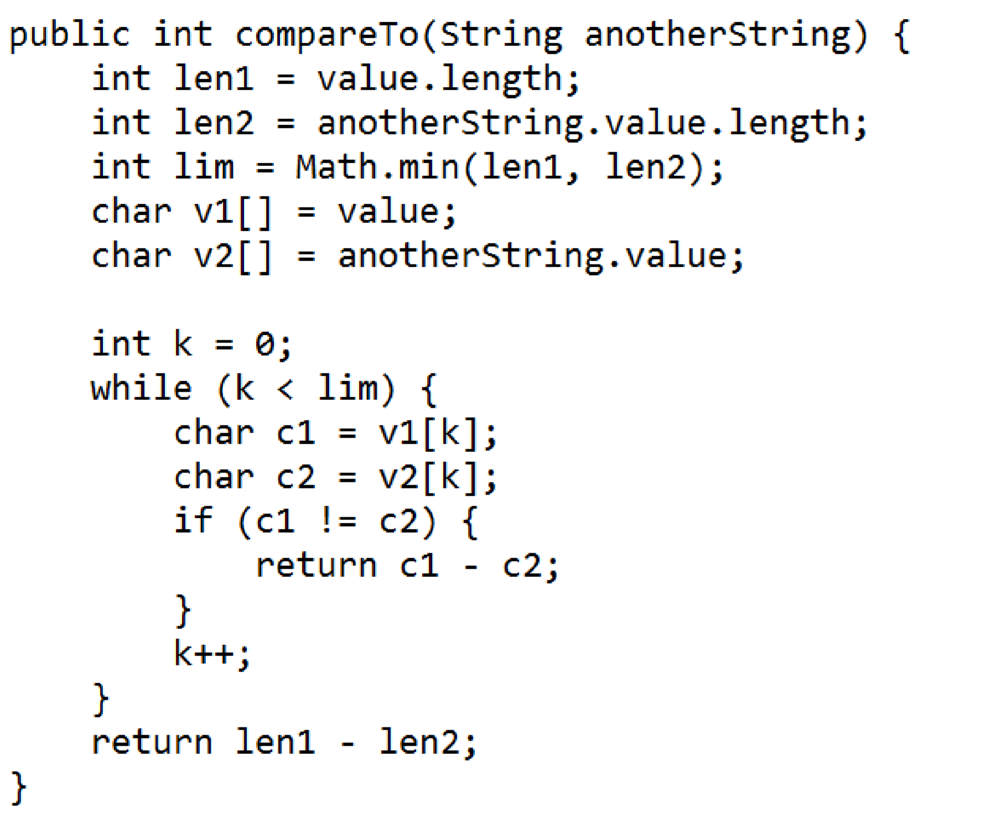 public int compareTo(String anotherString) {
    int len1 = value.length;
    int len2 = anotherString.value.length;
    int lim = Math.min(len1, len2);
    char v1[] = value;
    char v2[] = anotherString.value;

    int k = 0;
    while (k < lim) {
        char c1 = v1[k];
        char c2 = v2[k];
        if (c1 != c2) {
            return c1 - c2;
        }
        k++;
    }
    return len1 - len2;
}